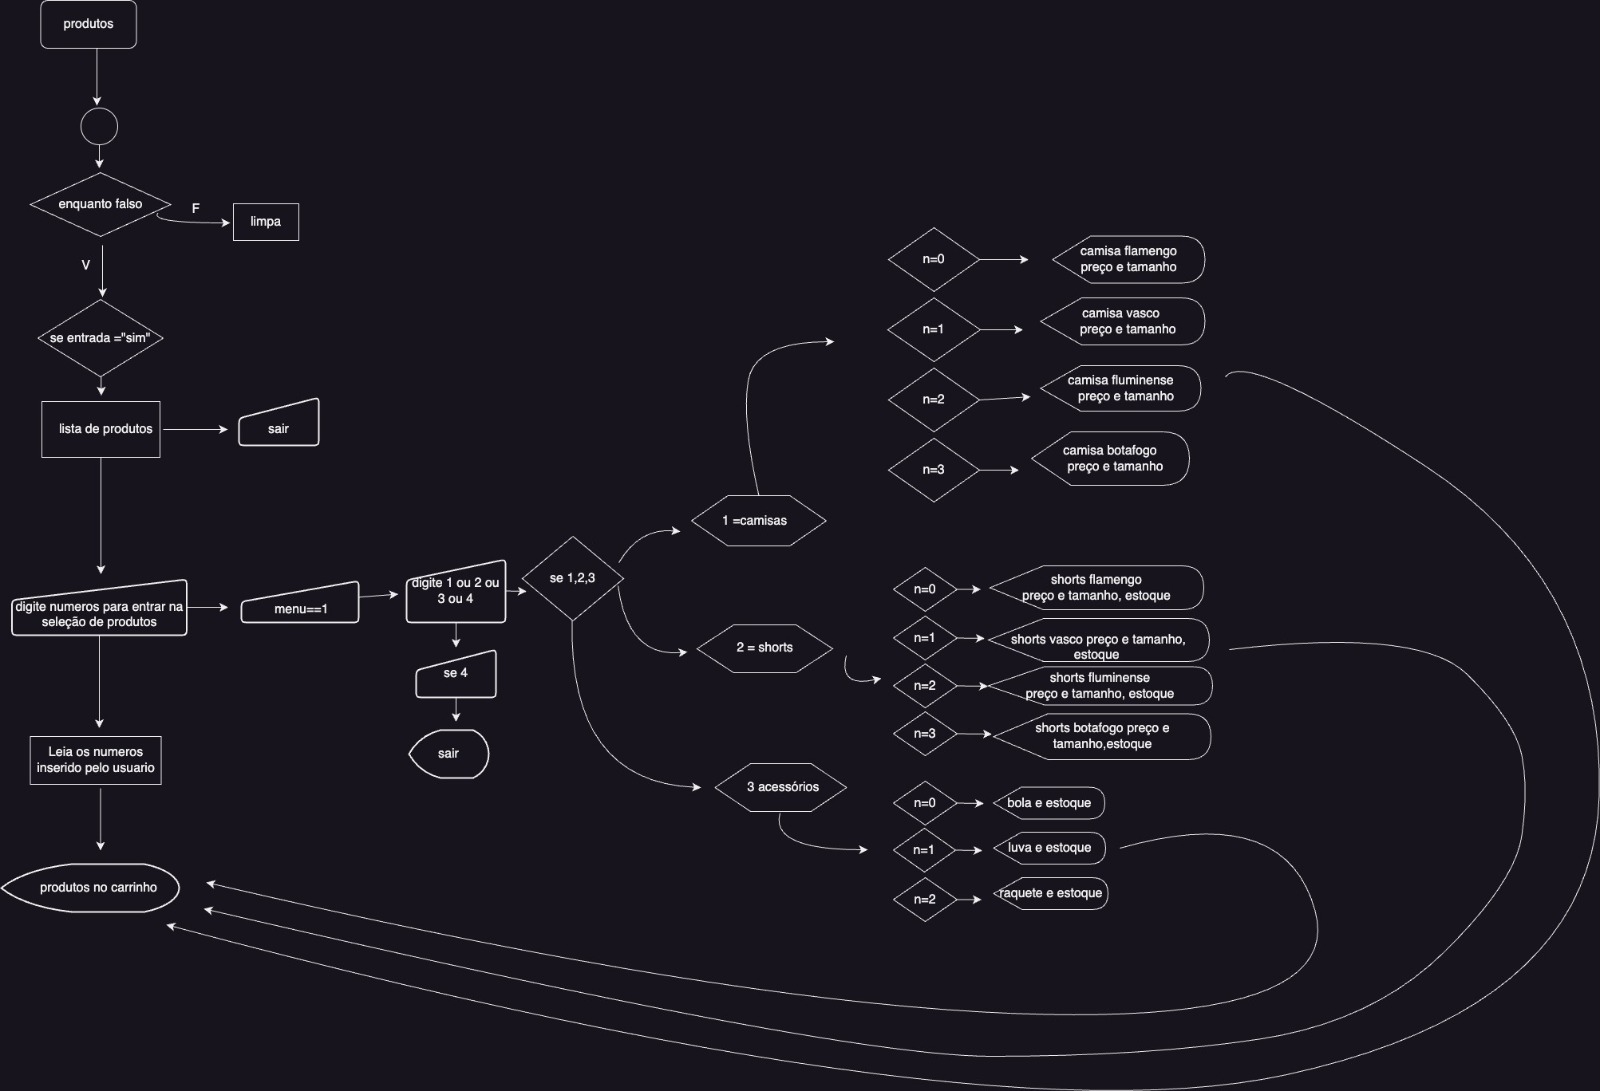 produtos
enquanto falso
F
limpa
V
se entrada ="sim"
lista de produtos
sair
digite numeros para entrar na
seleção de produtos
menu==1
digite 1 ou 2 ou
3 ou 4
se 4
sair
Leia os numeros
inserido pelo usuario
produtos no carrinho
se 1,2,3
1 =camisas
n=0
camisa flamengo
preço e tamanho
n=1
camisa vasco
preço e tamanho
n=2
camisa fluminense
preço e tamanho
n=3
camisa botafogo
preço e tamanho
2 = shorts
n=0
shorts flamengo
preço e tamanho, estoque
n=1
shorts vasco preço e tamanho,
estoque
n=2
shorts fluminense
preço e tamanho, estoque
n=3
shorts botafogo preço e
tamanho,estoque
3 acessórios
n=0
bola e estoque
n=1
luva e estoque
n=2
raquete e estoque